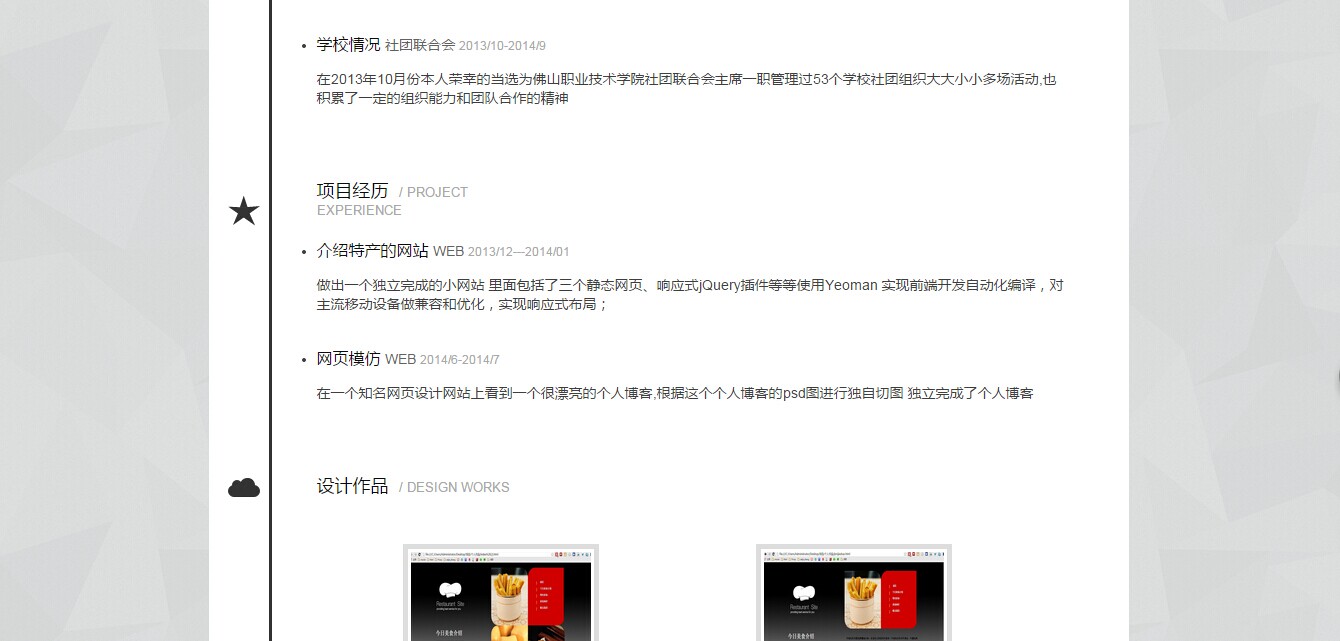 学校情况 社团联合会 2013/10-2014/9
在2013年10月份本人荣幸的当选为佛山职业技术学院社团联合会主席一职管理过53个学校社团组织大大小小多场活动,也
积累了一定的组织能力和团队合作的精神
项目经历 / PROJECT
EXPERIENCE
介绍特产的网站 WEB 2013/12—2014/01
做出一个独立完成的小网站 里面包括了三个静态网页、响应式jQuery插件等等使用Yeoman 实现前端开发自动化编译，对
主流移动设备做兼容和优化，实现响应式布局；
网页模仿 WEB 2014/6-2014/7
在一个知名网页设计网站上看到一个很漂亮的个人博客,根据这个个人博客的psd图进行独自切图 独立完成了个人博客
设计作品 / DESIGN WORKS
Restaurant Site
今日美食介绍
Restaurant Site
今日美食介绍